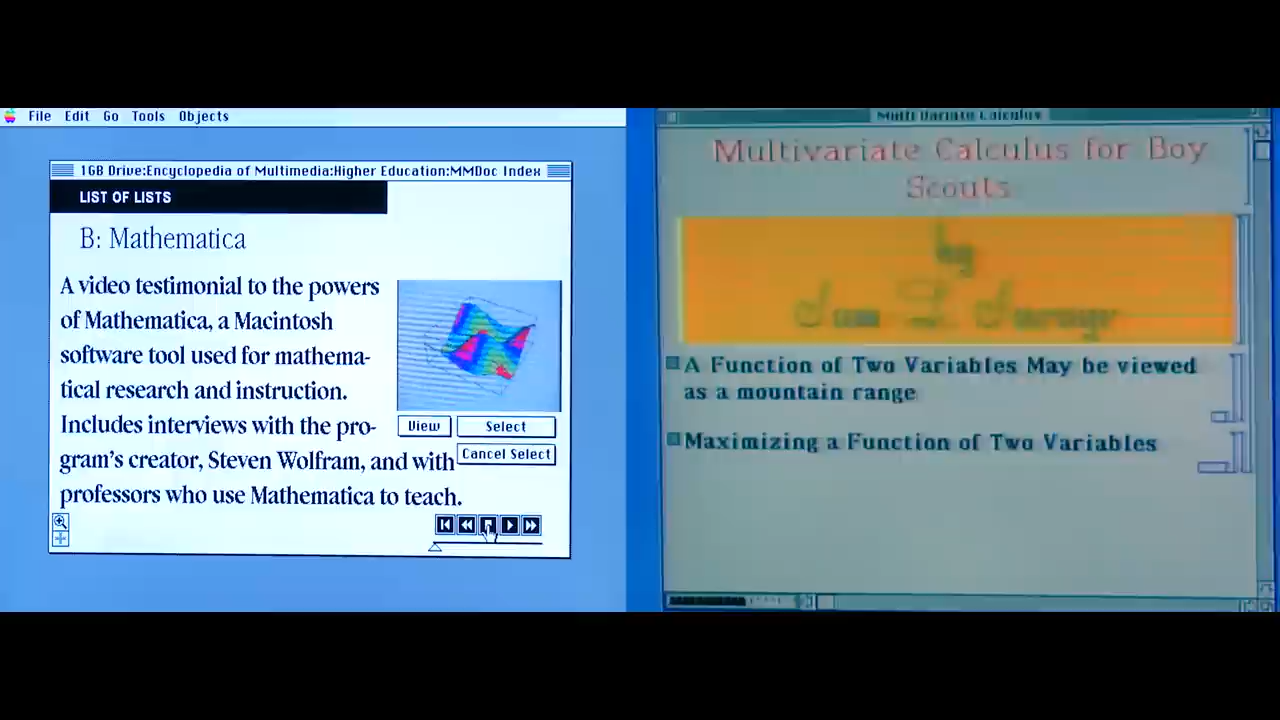 File Edit Go Tools Objects
1GB Drive:Encyclopedia of Multimedia:Higher Education:MMDoc Index
LIST OF LISTS
B: Mathematica
A video testimonial to the powers
of Mathematica, a Macintosh
software tool used for mathema-
tical research and instruction.
Includes interviews with the pro-
gram's creator, Steven Wolfram, and with
professors who use Mathematica to teach.
View Select
Cancel Select
Multivariate Calculus
Multivariate Calculus for Boy
Scouts
by
Sam L. Savage
A Function of Two Variables May be viewed
as a mountain range
Maximizing a Function of Two Variables